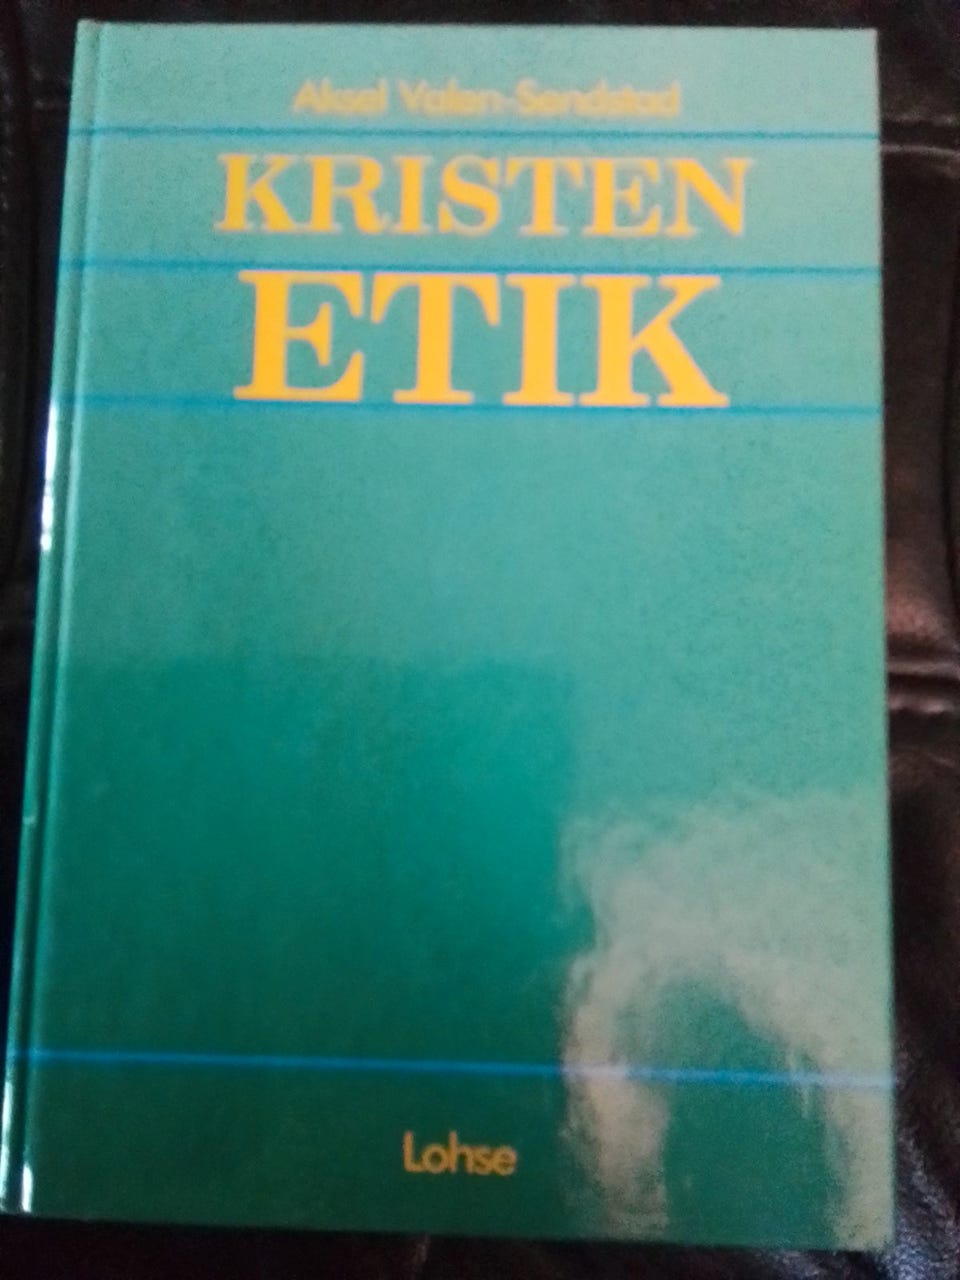 Aksel Valen-Sendstad
KRISTEN
ETIK
Lohse